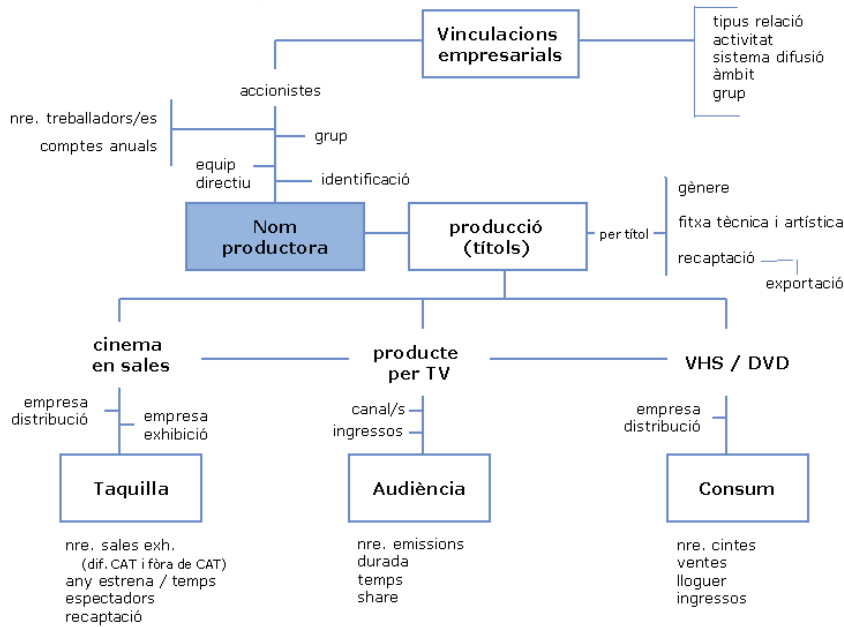 Vinculacions
empresarials
tipus relació
activitat
sistema difusió
àmbit
grup
accionistes
nre. treballadors/es
comptes anuals
grup
equip
directiu
identificació
Nom
productora
producció
(títols)
per títol
gènere
fitxa tècnica i artística
recaptació
exportació
cinema
en sales
producte
per TV
VHS / DVD
empresa
distribució
empresa
exhibició
canal/s
ingressos
empresa
distribució
Taquilla
Audiència
Consum
nre. sales exh.
(dif. CAT i fòra de CAT)
any estrena / temps
espectadors
recaptació
nre. emissions
durada
temps
share
nre. cintes
ventes
lloguer
ingressos